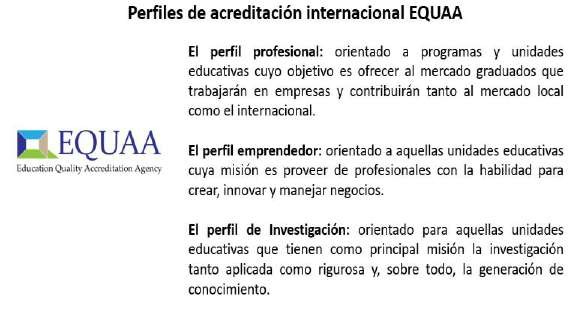 Perfiles de acreditación internacional EQUAA
El perfil profesional: orientado a programas y unidades
educativas cuyo objetivo es ofrecer al mercado graduados que
trabajarán en empresas y contribuirán tanto al mercado local
como el internacional.
EQUAA
Education Quality Accreditation Agency
El perfil emprendedor: orientado a aquellas unidades educativas
cuya misión es proveer de profesionales con la habilidad para
crear, innovar y manejar negocios.
El perfil de Investigación: orientado para aquellas unidades
educativas que tienen como principal misión la investigación
tanto aplicada como rigurosa y, sobre todo, la generación de
conocimiento.